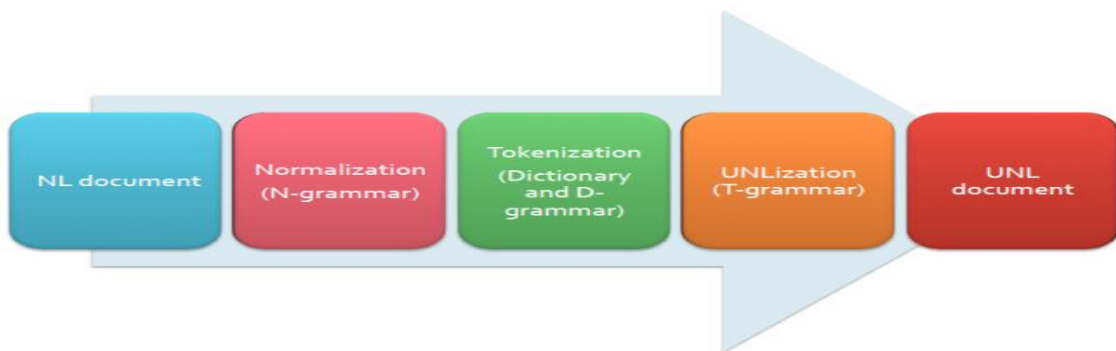 NL document
Normalization
(N-grammar)
Tokenization
(Dictionary
and D-
grammar)
UNLization
(T-grammar)
UNL
document